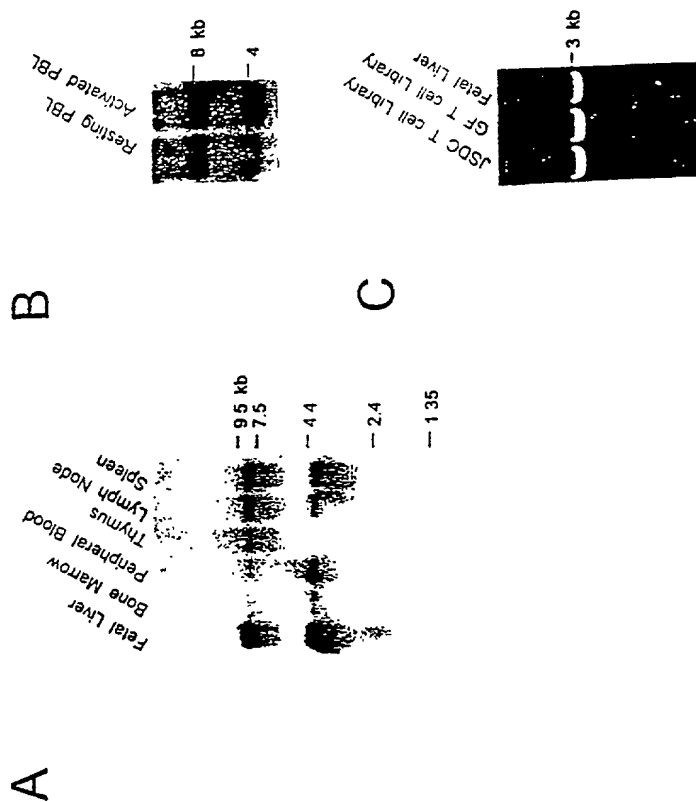 A
Fetal Liver
Bone Marrow
Peripheral Blood
Thymus
Lymph Node
Spleen
— 9 5 kb
— 7.5
— 4 4
— 2.4
— 1 35
B
Resting PBL
Activated PBL
— 8 kb
— 4
C
JSDC T cell Library
GF T cell Library
Fetal Liver
— 3 kb